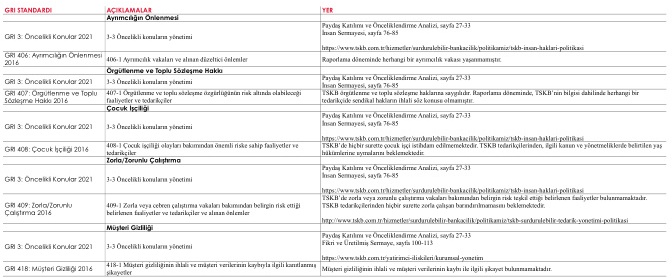 GRI STANDARDI AÇIKLAMALAR YER
Ayrımcılığın Önlenmesi
GRI 3: Öncelikli Konular 2021 3-3 Öncelikli konuların yönetimi
Paydaş Katılımı ve Önceliklendirme Analizi, sayfa 27-33
İnsan Sermayesi, sayfa 76-85
https://www.tskb.com.tr/hizmetler/surdurulebilir-bankacilik/politikamiz/tskb-insan-haklari-politikasi
GRI 406: Ayrımcılığın Önlenmesi
2016
406-1 Ayrımcılık vakaları ve alınan düzeltici önlemler
Raporlama döneminde herhangi bir ayrımcılık vakası yaşanmamıştır.
Örgütlenme ve Toplu Sözleşme Hakkı
GRI 3: Öncelikli Konular 2021 3-3 Öncelikli konuların yönetimi
Paydaş Katılımı ve Önceliklendirme Analizi, sayfa 27-33
İnsan Sermayesi, sayfa 76-85
https://www.tskb.com.tr/hizmetler/surdurulebilir-bankacilik/politikamiz/tskb-insan-haklari-politikasi
GRI 407: Örgütlenme ve Toplu
Sözleşme Hakkı 2016
407-1 Örgütlenme ve toplu sözleşme özgürlüğünün risk altında olabileceği
faaliyetler ve tedarikçiler
TSKB örgütlenme ve toplu sözleşme haklarına saygılıdır. Raporlama döneminde, TSKB'nin bilgisi dahilinde herhangi bir
tedarikçide sendikal hakların ihlali söz konusu olmamıştır.
Çocuk İşçiliği
GRI 3: Öncelikli Konular 2021 3-3 Öncelikli konuların yönetimi
Paydaş Katılımı ve Önceliklendirme Analizi, sayfa 27-33
İnsan Sermayesi, sayfa 76-85
https://www.tskb.com.tr/hizmetler/surdurulebilir-bankacilik/politikamiz/tskb-insan-haklari-politikasi
GRI 408: Çocuk İşçiliği 2016
408-1 Çocuk işçiliği olayları bakımından önemli riske sahip faaliyetler ve
tedarikçiler
TSKB'de hiçbir surette çocuk işçi istihdam edilmemektedir. TSKB tedarikçilerinden, ilgili kanun ve yönetmeliklerde belirtilen yaş
hükümlerine uymalarını beklemektedir.
Zorla/Zorunlu Çalıştırma
GRI 3: Öncelikli Konular 2021 3-3 Öncelikli konuların yönetimi
Paydaş Katılımı ve Önceliklendirme Analizi, sayfa 27-33
İnsan Sermayesi, sayfa 76-85
https://www.tskb.com.tr/hizmetler/surdurulebilir-bankacilik/politikamiz/tskb-insan-haklari-politikasi
GRI 409: Zorla/Zorunlu
Çalıştırma 2016
409-1 Zorla veya cebren çalıştırma vakaları bakımından belirgin risk ettiği
belirlenen faaliyetler ve tedarikçiler ve alınan önlemler
TSKB'de zorla veya zorunlu çalıştırma vakaları bakımından belirgin risk teşkil ettiği belirlenen faaliyetler bulunmamaktadır.
TSKB tedarikçilerinden hiçbir surette zorla çalışan barındırılmamasını beklemektedir.
http://www.tskb.com.tr/hizmetler/surdurulebilir-bankacilik/politikamiz/tskb-surdurulebilir-tedarik-yonetimi-politikasi
Müşteri Gizliliği
GRI 3: Öncelikli Konular 2021 3-3 Öncelikli konuların yönetimi
Paydaş Katılımı ve Önceliklendirme Analizi, sayfa 27-33
Fikri ve Üretilmiş Sermaye, sayfa 100-113
https://www.tskb.com.tr/yatirimci-iliskileri/kurumsal-yonetim
GRI 418: Müşteri Gizliliği 2016
418-1 Müşteri gizliliğinin ihlali ve müşteri verilerinin kaybıyla ilgili kanıtlanmış
şikayetler
Müşteri gizliliğinin ihlali ve müşteri verilerinin kaybı ile ilgili şikayet bulunmamaktadır.